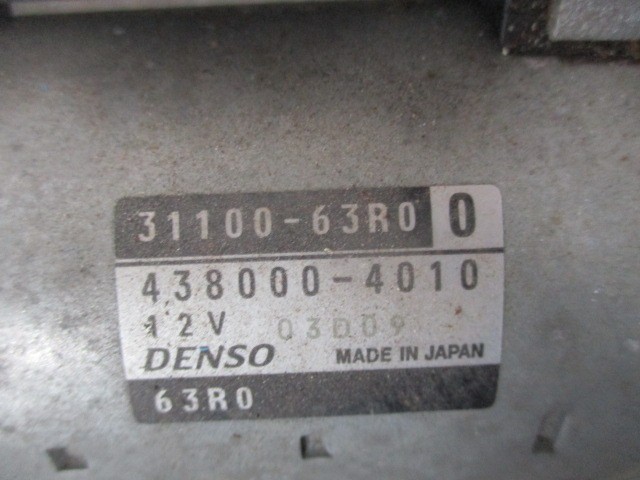 31100-63R0 0
438000-4010
12V 03D09
DENSO MADE IN JAPAN
63R0